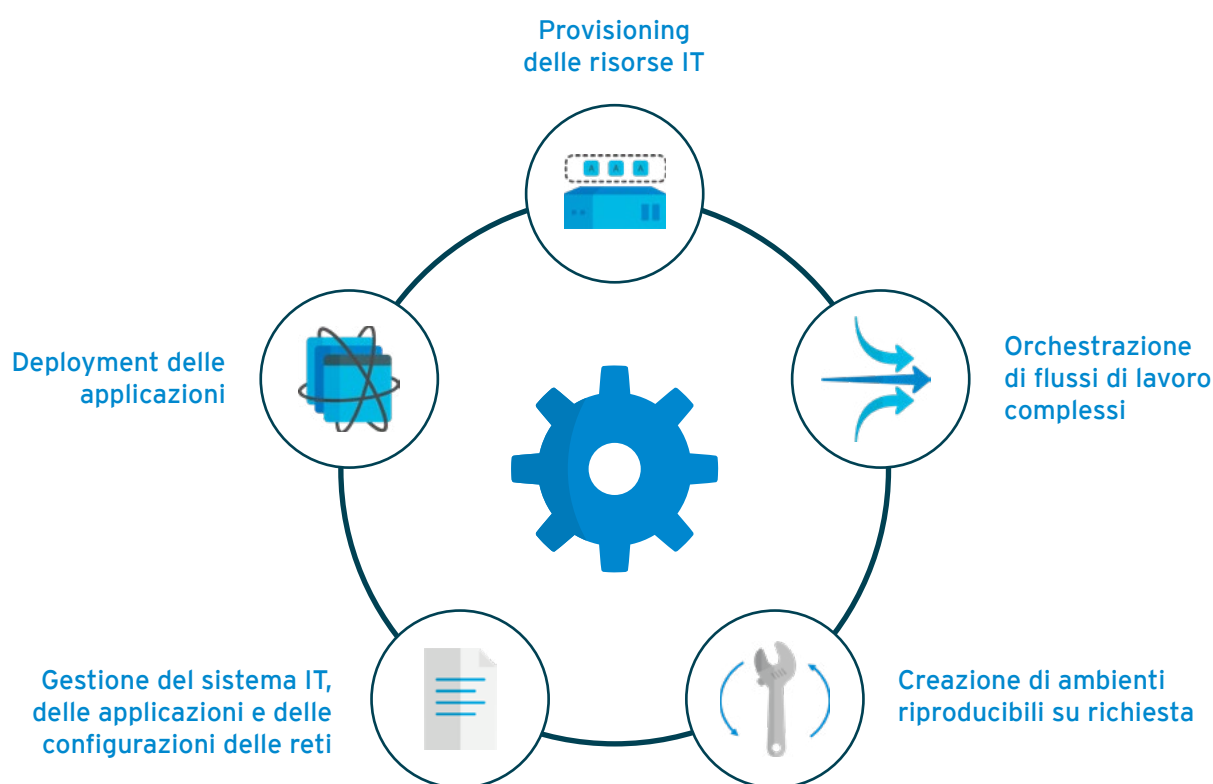 Provisioning
delle risorse IT
A A A
Deployment delle
applicazioni
Orchestrazione
di flussi di lavoro
complessi
Gestione del sistema IT,
delle applicazioni e delle
configurazioni delle reti
Creazione di ambienti
riproducibili su richiesta